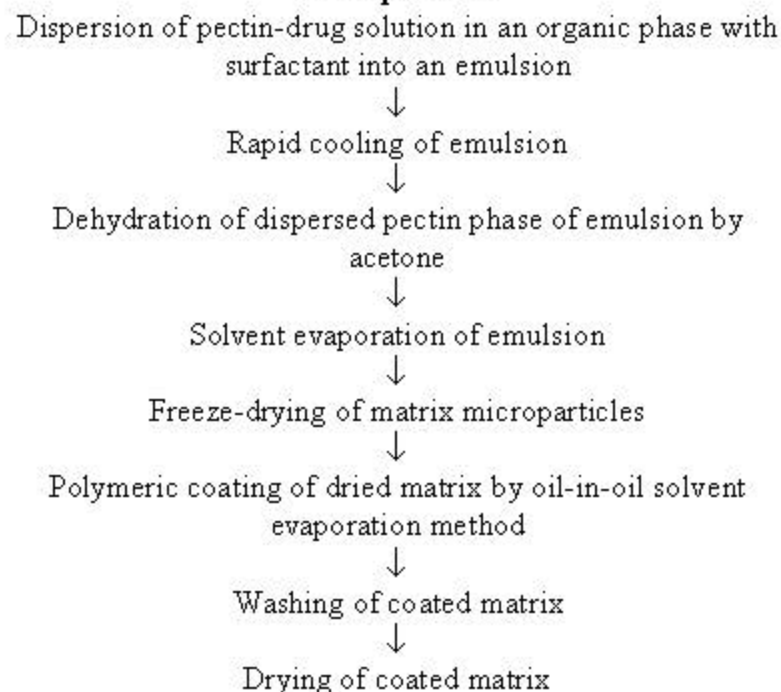 Dispersion of pectin-drug solution in an organic phase with
surfactant into an emulsion
↓
Rapid cooling of emulsion
↓
Dehydration of dispersed pectin phase of emulsion by
acetone
↓
Solvent evaporation of emulsion
↓
Freeze-drying of matrix microparticles
↓
Polymeric coating of dried matrix by oil-in-oil solvent
evaporation method
↓
Washing of coated matrix
↓
Drying of coated matrix